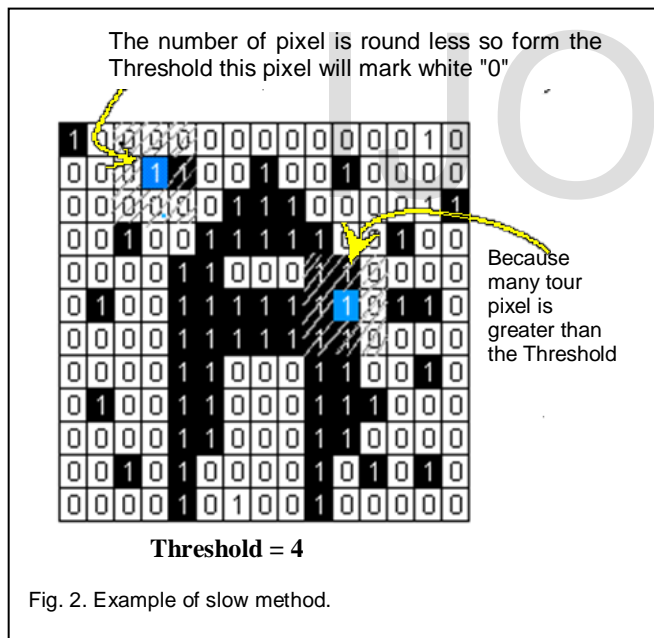 The number of pixel is round less so form the
Threshold this pixel will mark white "0"
1 0 0 0 0 0 0 0 0 0 0 0 0 1 0
0 0 0 1 1 0 0 1 0 0 1 0 0 0 0
0 0 0 0 0 0 1 1 1 0 0 0 0 1 1
0 0 1 0 0 1 1 1 1 1 0 0 1 0 0
0 0 0 0 1 1 0 0 0 1 1 0 0 0 0
0 1 0 0 1 1 1 1 1 1 1 0 1 1 0
0 0 0 0 1 1 1 1 1 1 1 0 0 0 0
0 0 0 0 1 1 0 0 0 1 1 0 0 1 0
0 1 0 0 1 1 0 0 0 1 1 1 0 0 0
0 0 0 0 1 1 0 0 0 1 1 0 0 0 0
0 0 1 0 1 0 0 0 0 1 0 1 0 1 0
0 0 0 0 1 0 1 0 0 1 0 0 0 0 0
Because
many tour
pixel is
greater than
the Threshold
Threshold = 4
Fig. 2. Example of slow method.